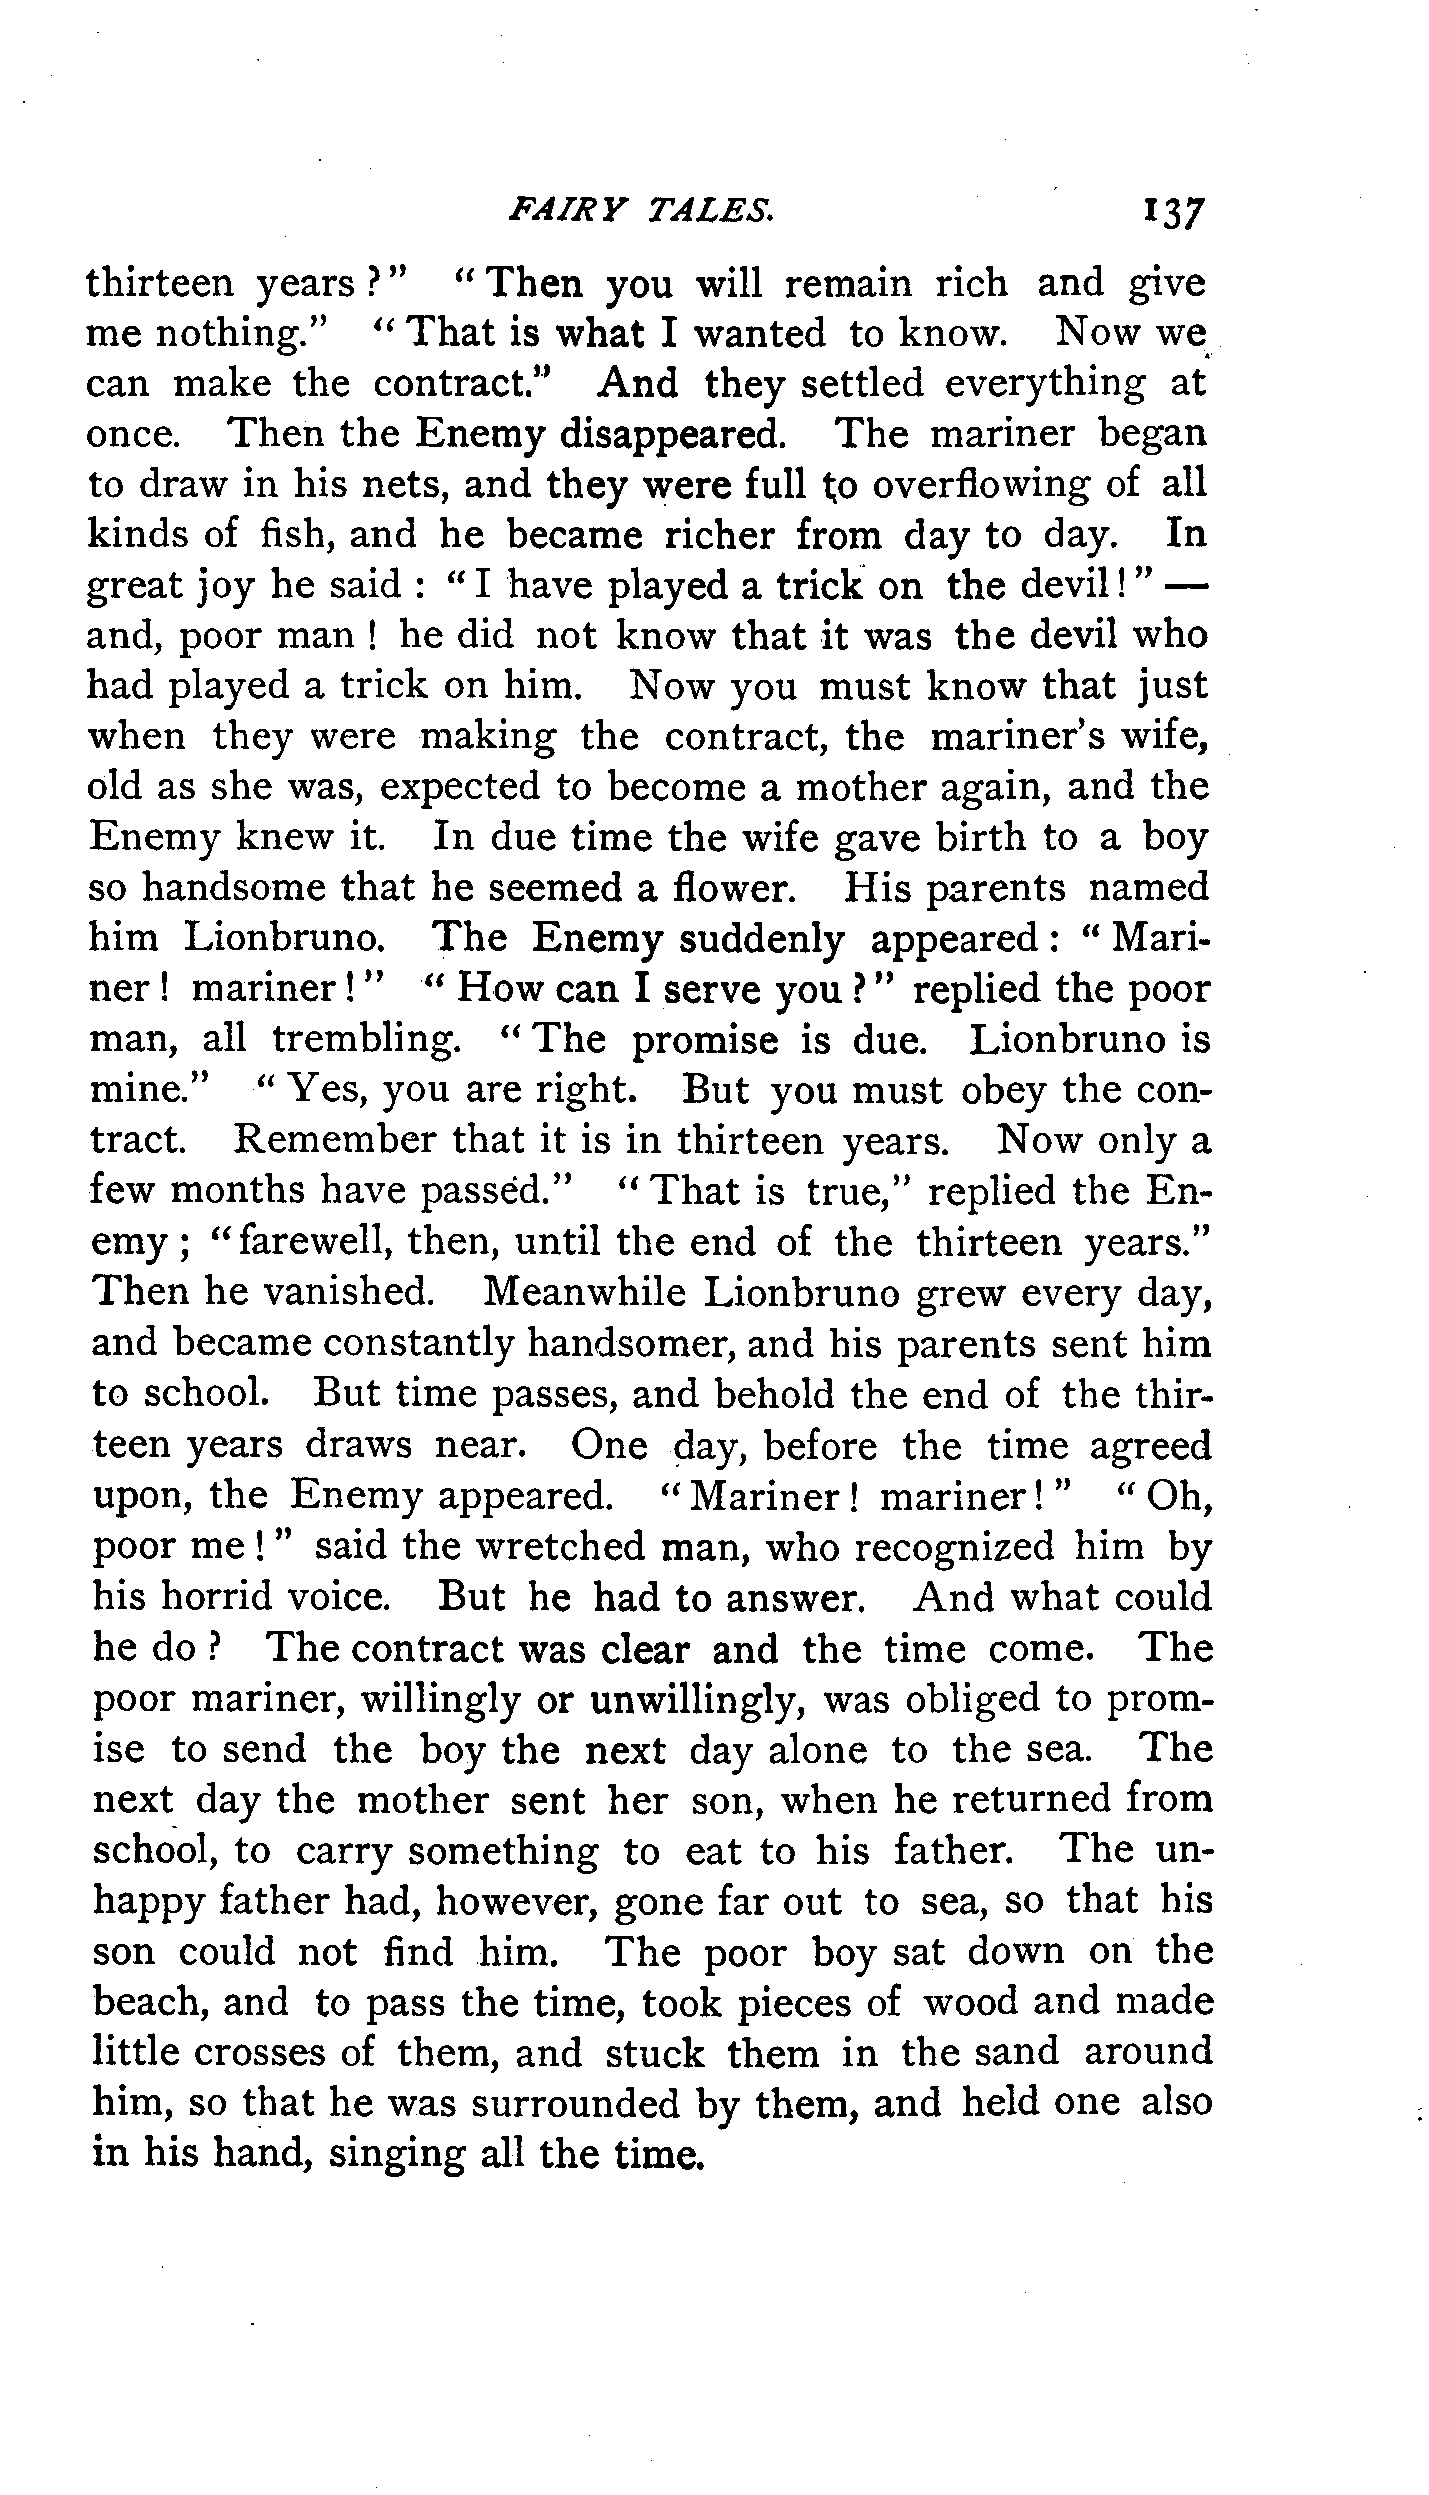 FAIRY TALES. 137
thirteen years?" "Then you will remain rich and give
me nothing." "That is what I wanted to know. Now we
can make the contract." And they settled everything at
once. Then the Enemy disappeared. The mariner began
to draw in his nets, and they were full to overflowing of all
kinds of fish, and he became richer from day to day. In
great joy he said : "I have played a trick on the devil!" —
and, poor man ! he did not know that it was the devil who
had played a trick on him. Now you must know that just
when they were making the contract, the mariner's wife,
old as she was, expected to become a mother again, and the
Enemy knew it. In due time the wife gave birth to a boy
so handsome that he seemed a flower. His parents named
him Lionbruno. The Enemy suddenly appeared : "Mari-
ner ! mariner!" "How can I serve you?" replied the poor
man, all trembling. "The promise is due. Lionbruno is
mine." "Yes, you are right. But you must obey the con-
tract. Remember that it is in thirteen years. Now only a
few months have passed." "That is true," replied the En-
emy ; "farewell, then, until the end of the thirteen years."
Then he vanished. Meanwhile Lionbruno grew every day,
and became constantly handsomer, and his parents sent him
to school. But time passes, and behold the end of the thir-
teen years draws near. One day, before the time agreed
upon, the Enemy appeared. "Mariner ! mariner!" "Oh,
poor me!" said the wretched man, who recognized him by
his horrid voice. But he had to answer. And what could
he do ? The contract was clear and the time come. The
poor mariner, willingly or unwillingly, was obliged to prom-
ise to send the boy the next day alone to the sea. The
next day the mother sent her son, when he returned from
school, to carry something to eat to his father. The un-
happy father had, however, gone far out to sea, so that his
son could not find him. The poor boy sat down on the
beach, and to pass the time, took pieces of wood and made
little crosses of them, and stuck them in the sand around
him, so that he was surrounded by them, and held one also
in his hand, singing all the time.